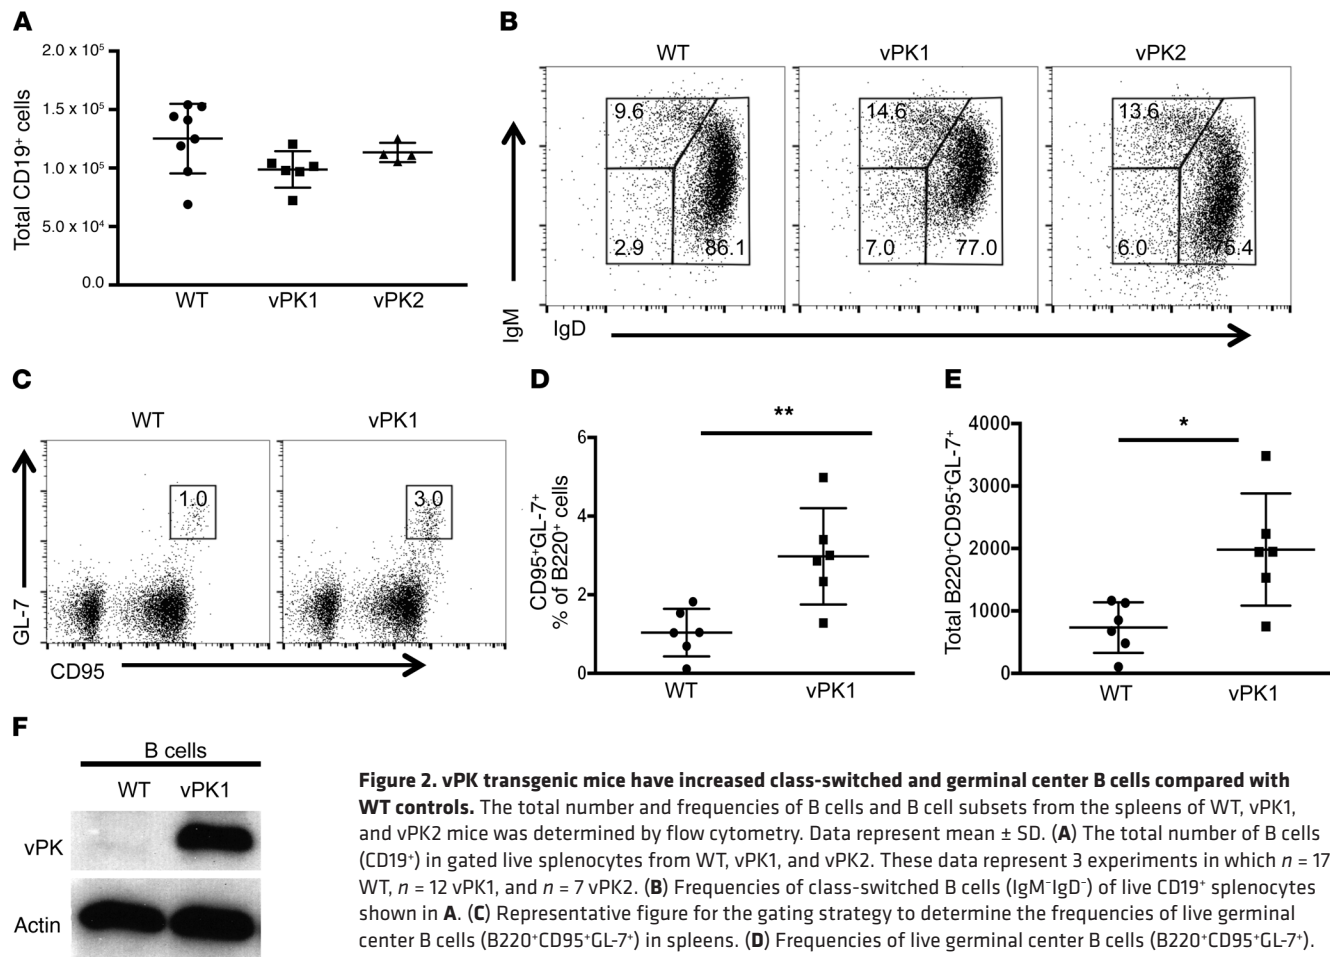 A
Total CD19⁺ cells
2.0 x 10⁵
1.5 x 10⁵
1.0 x 10⁵
5.0 x 10⁴
0.0
WT vPK1 vPK2
B
WT vPK1 vPK2
9.6 14.6 13.6
2.9 86.1 7.0 77.0 6.0 75.4
IgM
IgD
C
WT vPK1
1.0 3.0
GL-7
CD95
D
**
CD95⁺GL-7⁺
% of B220⁺ cells
6
4
2
0
WT vPK1
E
*
Total B220⁺CD95⁺GL-7⁺
4000
3000
2000
1000
0
WT vPK1
F
B cells
WT vPK1
vPK
Actin
Figure 2. vPK transgenic mice have increased class-switched and germinal center B cells compared with
WT controls. The total number and frequencies of B cells and B cell subsets from the spleens of WT, vPK1,
and vPK2 mice was determined by flow cytometry. Data represent mean ± SD. (A) The total number of B cells
(CD19⁺) in gated live splenocytes from WT, vPK1, and vPK2. These data represent 3 experiments in which n = 17
WT, n = 12 vPK1, and n = 7 vPK2. (B) Frequencies of class-switched B cells (IgM⁻IgD⁻) of live CD19⁺ splenocytes
shown in A. (C) Representative figure for the gating strategy to determine the frequencies of live germinal
center B cells (B220⁺CD95⁺GL-7⁺) in spleens. (D) Frequencies of live germinal center B cells (B220⁺CD95⁺GL-7⁺).